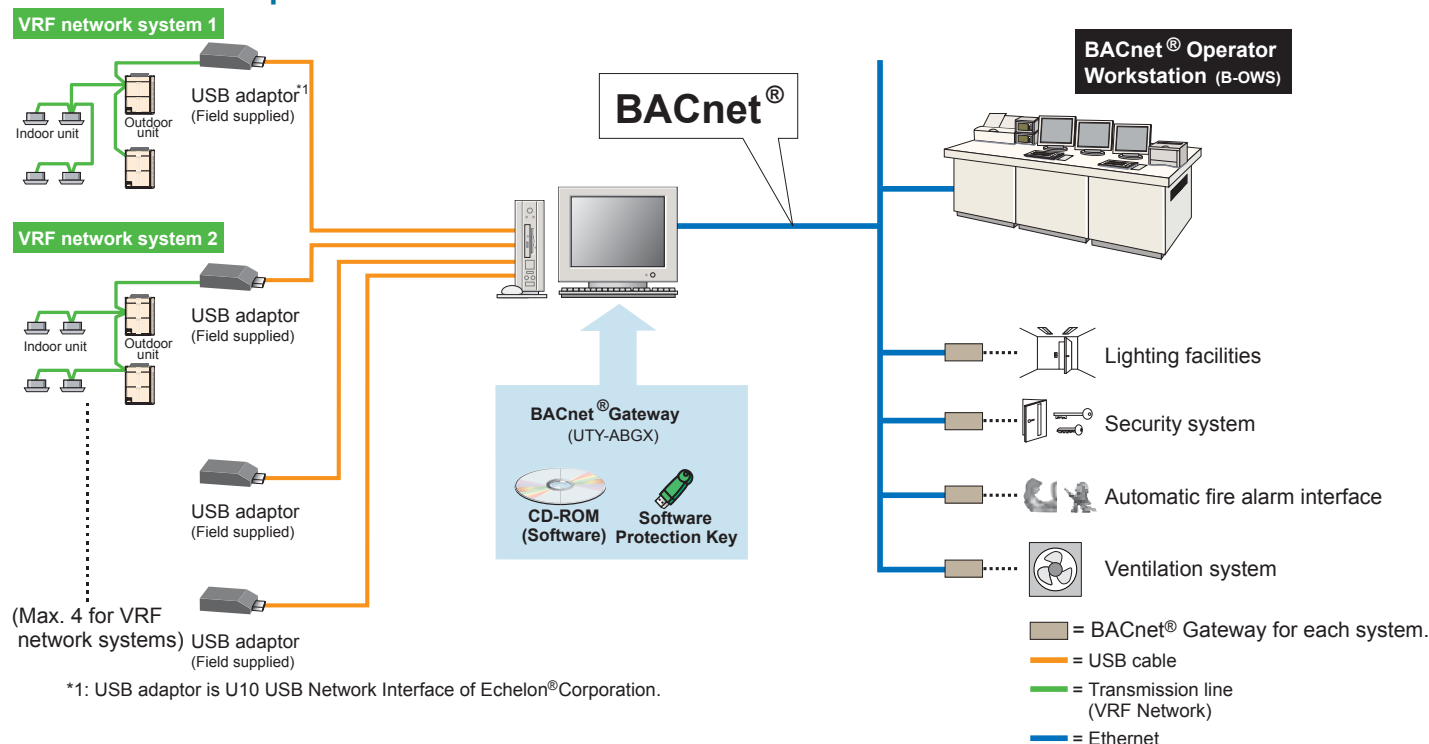 VRF network system 1
USB adaptor*1
(Field supplied)
Indoor unit
Outdoor
unit
VRF network system 2
USB adaptor
(Field supplied)
Indoor unit
Outdoor
unit
USB adaptor
(Field supplied)
(Max. 4 for VRF
network systems)
USB adaptor
(Field supplied)
*1: USB adaptor is U10 USB Network Interface of Echelon®Corporation.
BACnet®
BACnet®Gateway
(UTY-ABGX)
CD-ROM
(Software)
Software
Protection Key
BACnet® Operator
Workstation (B-OWS)
Lighting facilities
Security system
Automatic fire alarm interface
Ventilation system
= BACnet® Gateway for each system.
= USB cable
= Transmission line
(VRF Network)
= Ethernet